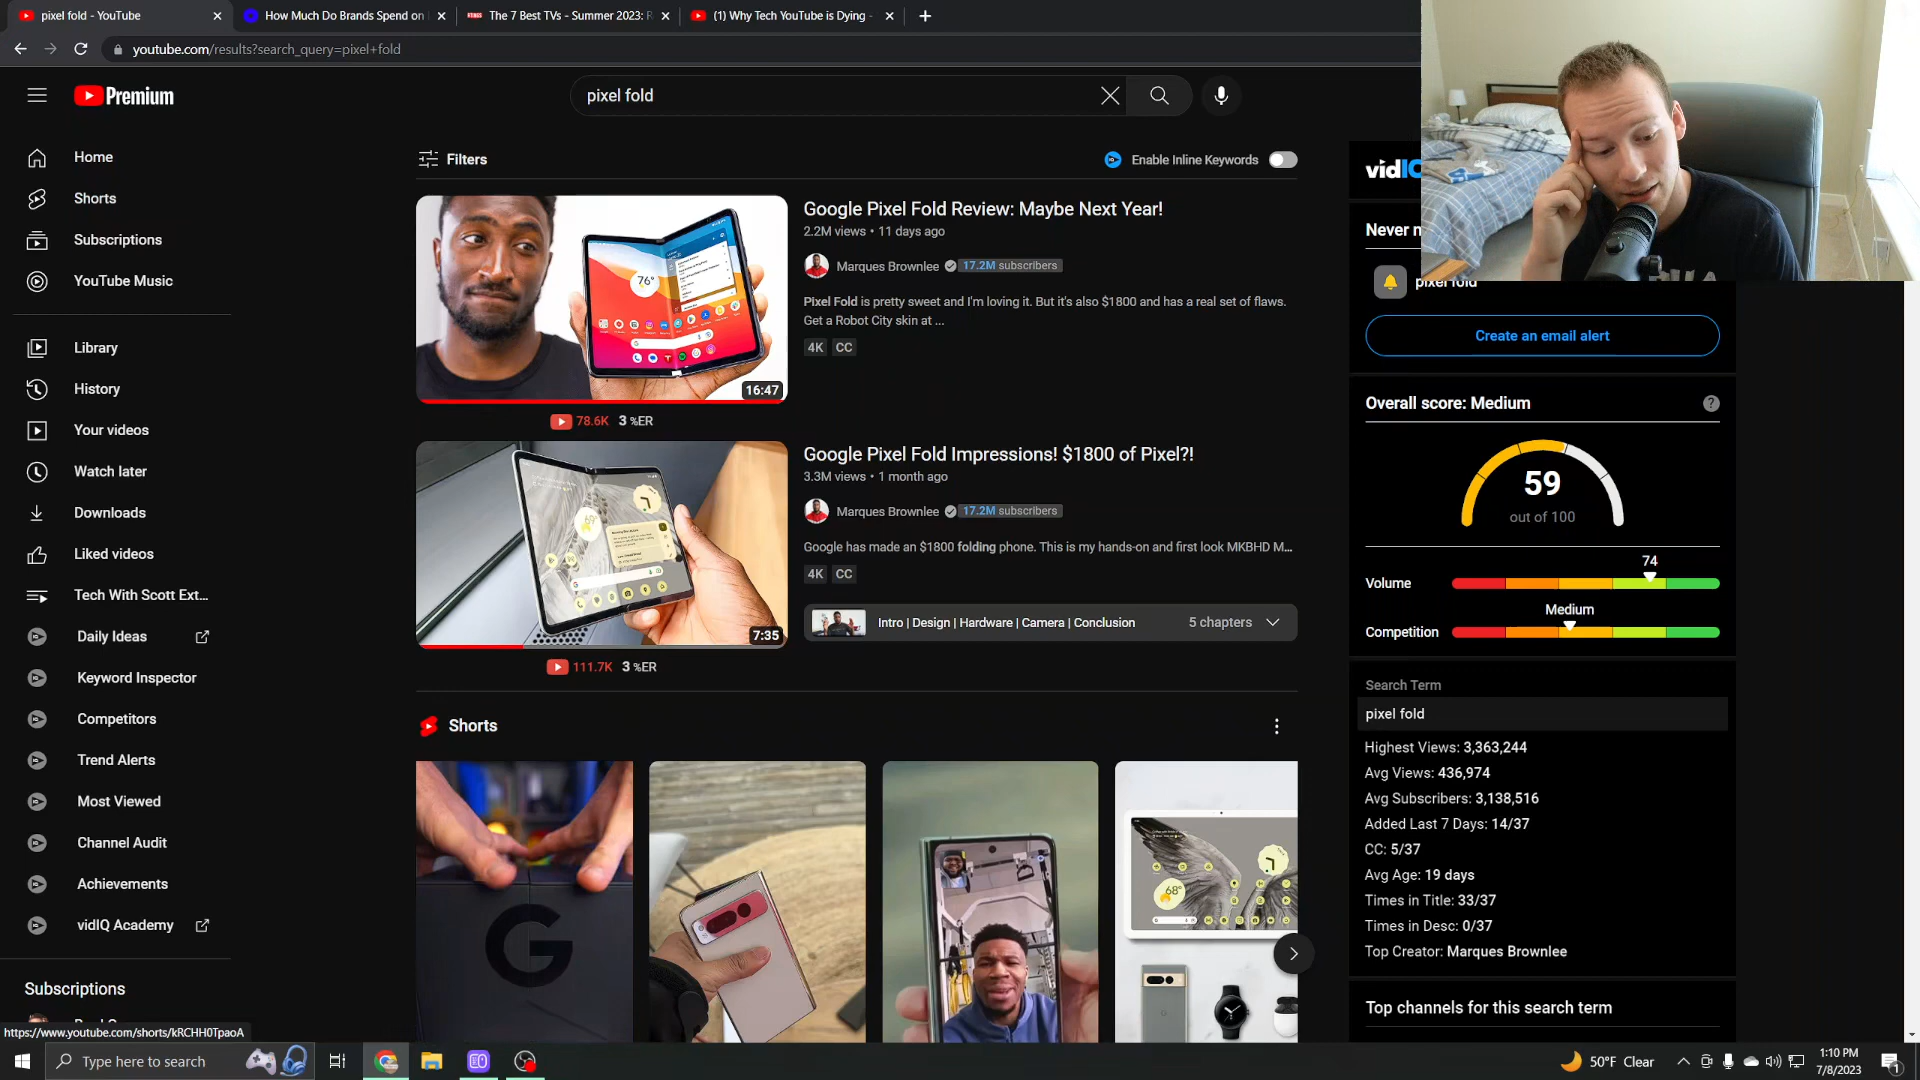 pixel fold - YouTube
How Much Do Brands Spend on
The 7 Best TVs - Summer 2023: R
(1) Why Tech YouTube is Dying -
youtube.com/results?search_query=pixel+fold
Premium
pixel fold
Home
Shorts
Subscriptions
YouTube Music
Library
History
Your videos
Watch later
Downloads
Liked videos
Tech With Scott Ext...
Daily Ideas
Keyword Inspector
Competitors
Trend Alerts
Most Viewed
Channel Audit
Achievements
vidIQ Academy
Subscriptions
https://www.youtube.com/shorts/kRCHH0TpaoA
Filters
Enable Inline Keywords
16:47
78.6K 3 %ER
Google Pixel Fold Review: Maybe Next Year!
2.2M views • 11 days ago
Marques Brownlee 17.2M subscribers
Pixel Fold is pretty sweet and I'm loving it. But it's also $1800 and has a real set of flaws.
Get a Robot City skin at ...
4K CC
7:35
111.7K 3 %ER
Google Pixel Fold Impressions! $1800 of Pixel?!
3.3M views • 1 month ago
Marques Brownlee 17.2M subscribers
Google has made an $1800 folding phone. This is my hands-on and first look MKBHD M...
4K CC
Intro | Design | Hardware | Camera | Conclusion 5 chapters
Shorts
G
vidIQ
Never
pixel fold
Create an email alert
Overall score: Medium
59
out of 100
74
Volume
Medium
Competition
Search Term
pixel fold
Highest Views: 3,363,244
Avg Views: 436,974
Avg Subscribers: 3,138,516
Added Last 7 Days: 14/37
CC: 5/37
Avg Age: 19 days
Times in Title: 33/37
Times in Desc: 0/37
Top Creator: Marques Brownlee
Top channels for this search term
Type here to search
50°F Clear
1:10 PM
7/8/2023